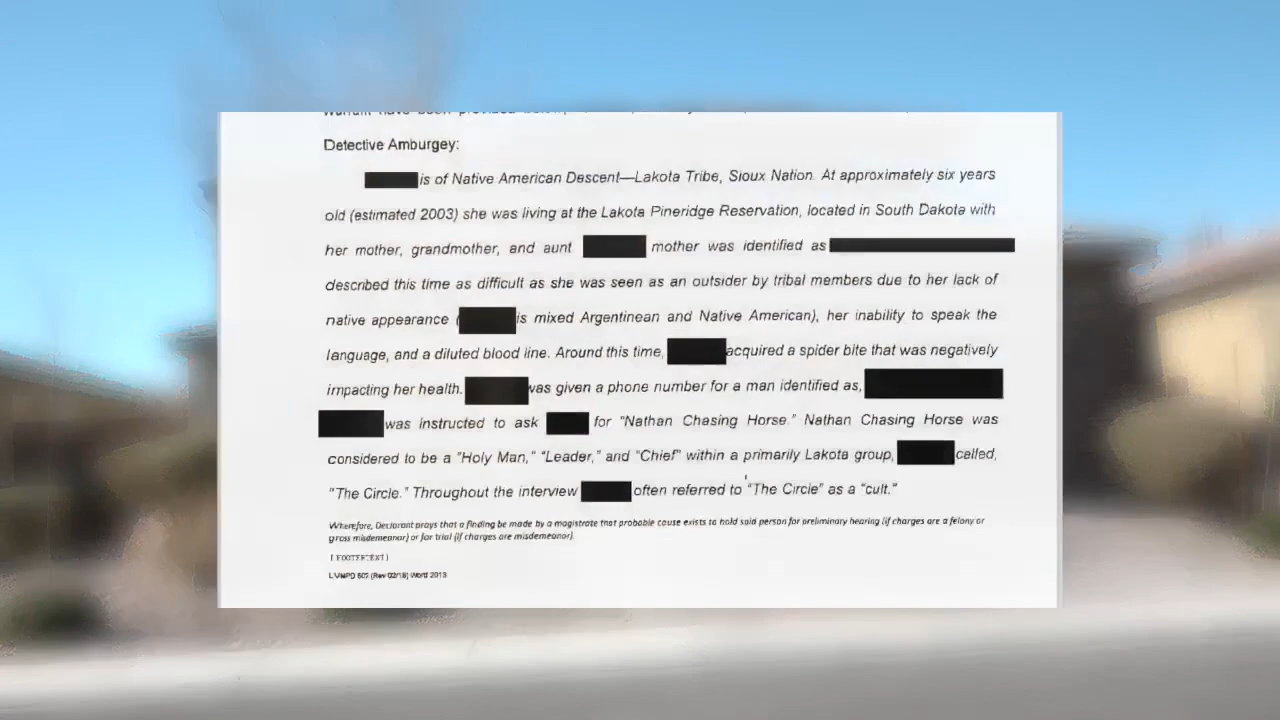 Detective Amburgey:
is of Native American Descent—Lakota Tribe, Sioux Nation. At approximately six years
old (estimated 2003) she was living at the Lakota Pineridge Reservation, located in South Dakota with
her mother, grandmother, and aunt mother was identified as
described this time as difficult as she was seen as an outsider by tribal members due to her lack of
native appearance ( is mixed Argentinean and Native American), her inability to speak the
language, and a diluted blood line. Around this time, acquired a spider bite that was negatively
impacting her health. was given a phone number for a man identified as,
was instructed to ask for "Nathan Chasing Horse." Nathan Chasing Horse was
considered to be a "Holy Man," "Leader," and "Chief" within a primarily Lakota group, called,
"The Circle." Throughout the interview often referred to "The Circle" as a "cult."
Wherefore, Declarant prays that a finding be made by a magistrate that probable cause exists to hold said person for preliminary hearing (if charges are a felony or
gross misdemeanor) or for trial (if charges are misdemeanor).
LVMPD 602 (Rev 02/18) Word 2013